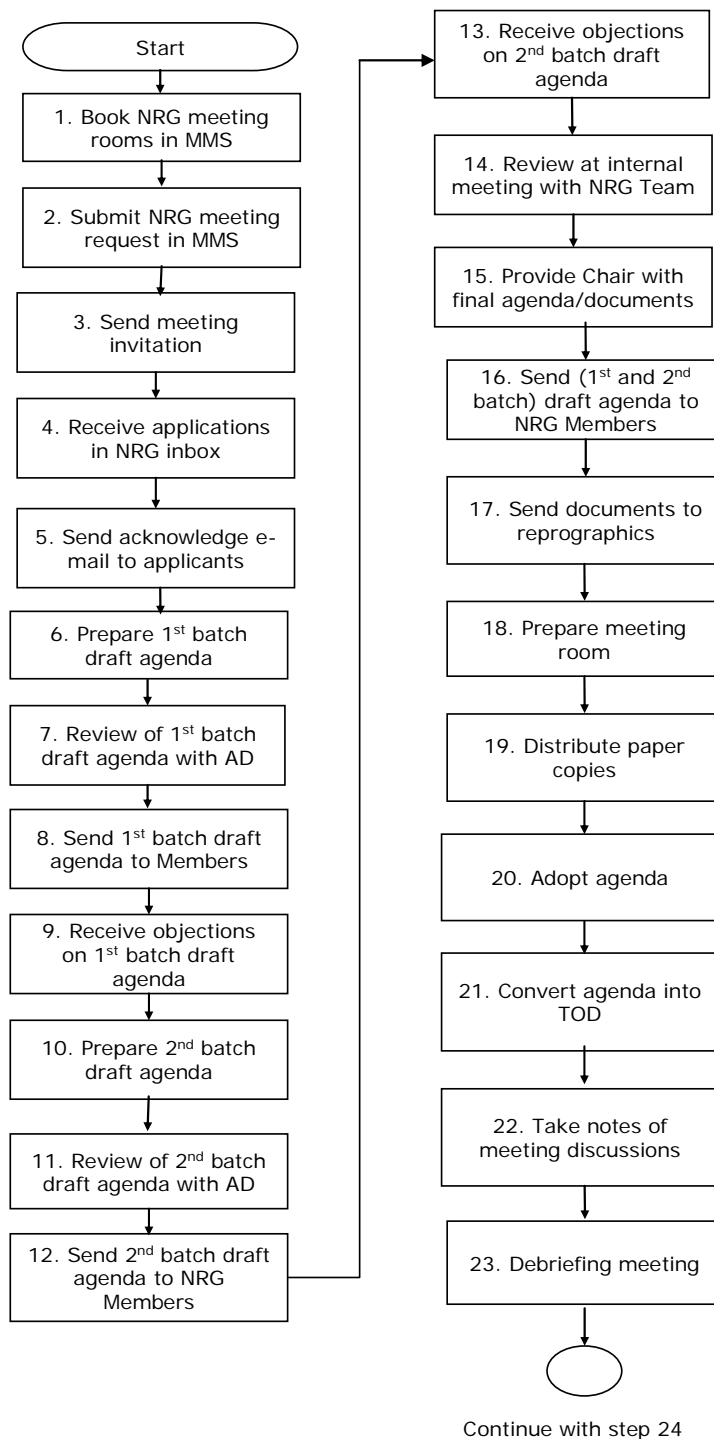 Start
1. Book NRG meeting
rooms in MMS
2. Submit NRG meeting
request in MMS
3. Send meeting
invitation
4. Receive applications
in NRG inbox
5. Send acknowledge e-
mail to applicants
6. Prepare 1st batch
draft agenda
7. Review of 1st batch
draft agenda with AD
8. Send 1st batch draft
agenda to Members
9. Receive objections
on 1st batch draft
agenda
10. Prepare 2nd batch
draft agenda
11. Review of 2nd batch
draft agenda with AD
12. Send 2nd batch draft
agenda to NRG
Members
13. Receive objections
on 2nd batch draft
agenda
14. Review at internal
meeting with NRG Team
15. Provide Chair with
final agenda/documents
16. Send (1st and 2nd
batch) draft agenda to
NRG Members
17. Send documents to
reprographics
18. Prepare meeting
room
19. Distribute paper
copies
20. Adopt agenda
21. Convert agenda into
TOD
22. Take notes of
meeting discussions
23. Debriefing meeting
Continue with step 24